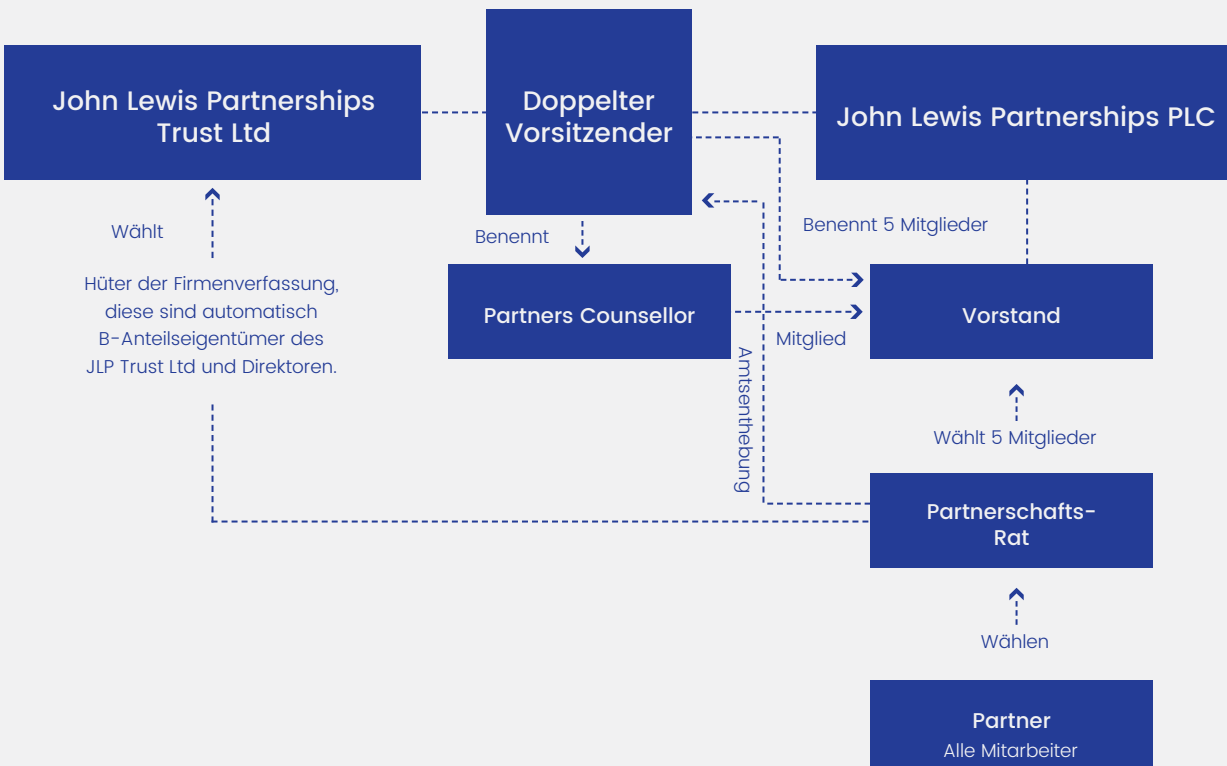 John Lewis Partnerships
Trust Ltd
Doppelter
Vorsitzender
John Lewis Partnerships PLC
Wählt
Benennt
Benennt 5 Mitglieder
Hüter der Firmenverfassung,
diese sind automatisch
B-Anteilseigentümer des
JLP Trust Ltd und Direktoren.
Partners Counsellor
Mitglied
Vorstand
Amtsenthebung
Wählt 5 Mitglieder
Partnerschafts-
Rat
Wählen
Partner
Alle Mitarbeiter